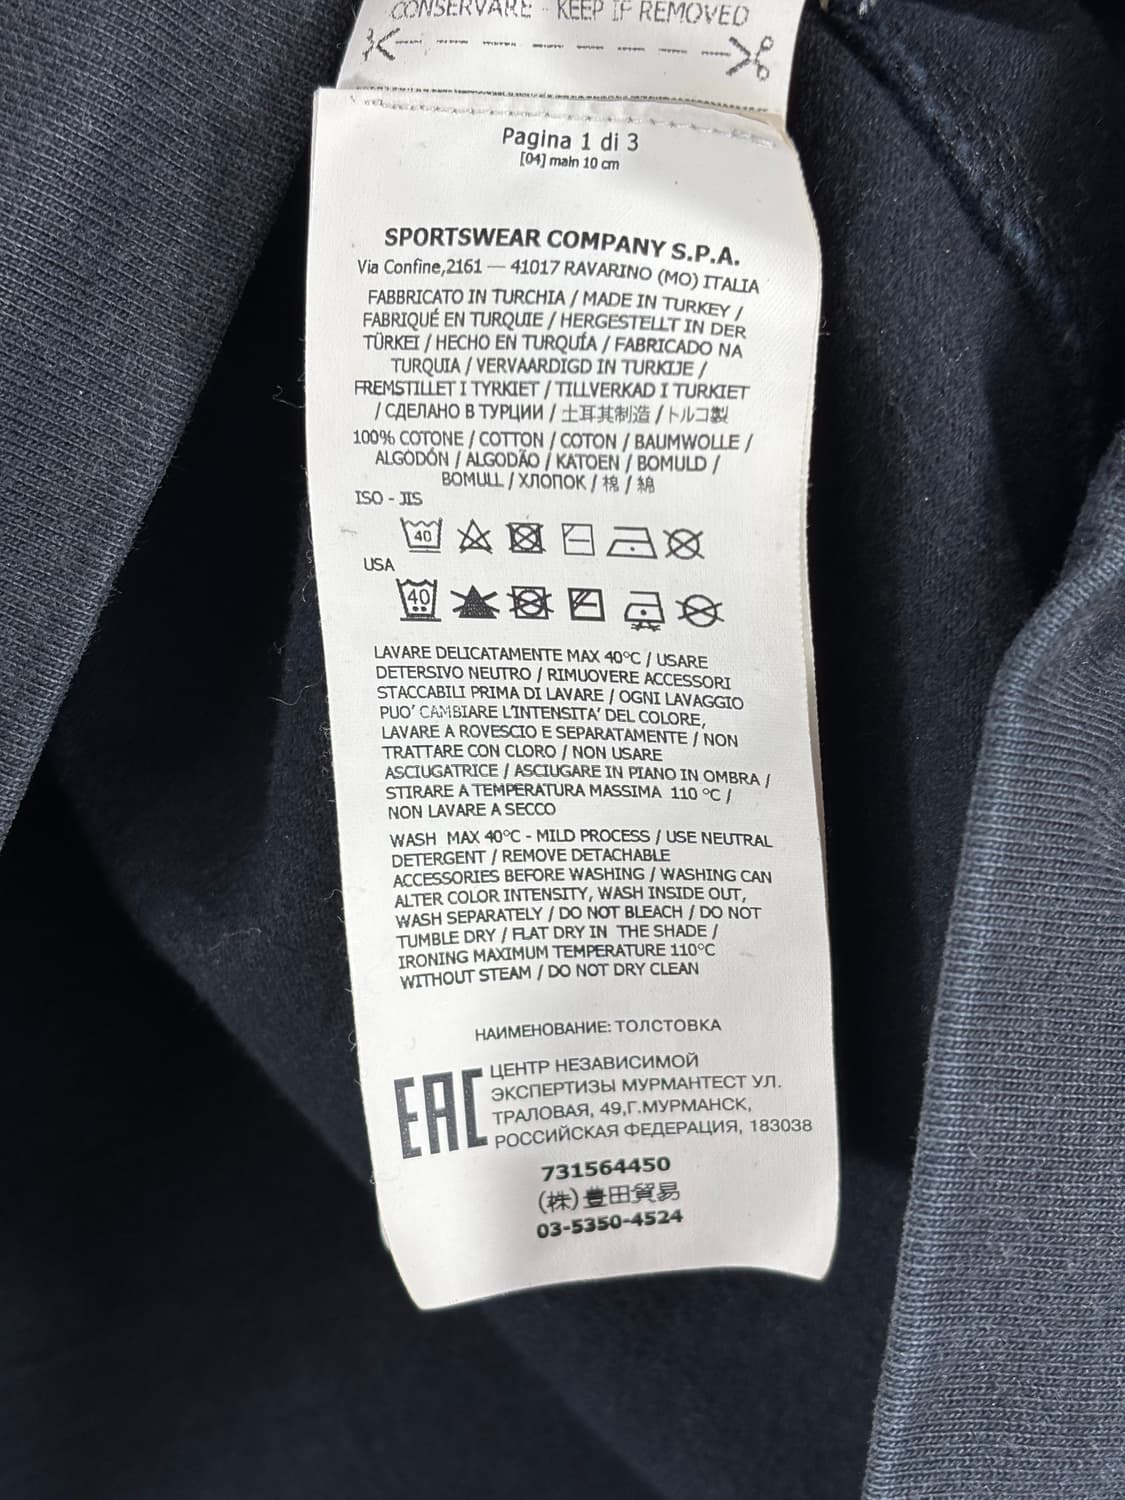 CONSERVARE - KEEP IF REMOVED
Pagina 1 di 3
[04] main 10 cm
SPORTSWEAR COMPANY S.P.A.
Via Confine,2161 — 41017 RAVARINO (MO) ITALIA
FABBRICATO IN TURCHIA / MADE IN TURKEY /
FABRIQUÉ EN TURQUIE / HERGESTELLT IN DER
TÜRKEI / HECHO EN TURQUÍA / FABRICADO NA
TURQUIA / VERVAARDIGD IN TURKIJE /
FREMSTILLET I TYRKIET / TILLVERKAD I TURKIET
/ СДЕЛАНО В ТУРЦИИ / 土耳其制造 / トルコ製
100% COTONE / COTTON / COTON / BAUMWOLLE /
ALGODÓN / ALGODÃO / KATOEN / BOMULD /
BOMULL / ХЛОПОК / 棉 / 綿
ISO - JIS
40
USA
40
LAVARE DELICATAMENTE MAX 40°C / USARE
DETERSIVO NEUTRO / RIMUOVERE ACCESSORI
STACCABILI PRIMA DI LAVARE / OGNI LAVAGGIO
PUO' CAMBIARE L'INTENSITA' DEL COLORE,
LAVARE A ROVESCIO E SEPARATAMENTE / NON
TRATTARE CON CLORO / NON USARE
ASCIUGATRICE / ASCIUGARE IN PIANO IN OMBRA /
STIRARE A TEMPERATURA MASSIMA 110 °C /
NON LAVARE A SECCO
WASH MAX 40°C - MILD PROCESS / USE NEUTRAL
DETERGENT / REMOVE DETACHABLE
ACCESSORIES BEFORE WASHING / WASHING CAN
ALTER COLOR INTENSITY, WASH INSIDE OUT,
WASH SEPARATELY / DO NOT BLEACH / DO NOT
TUMBLE DRY / FLAT DRY IN THE SHADE /
IRONING MAXIMUM TEMPERATURE 110°C
WITHOUT STEAM / DO NOT DRY CLEAN
НАИМЕНОВАНИЕ: ТОЛСТОВКА
EAC
ЦЕНТР НЕЗАВИСИМОЙ
ЭКСПЕРТИЗЫ МУРМАНТЕСТ УЛ.
ТРАЛОВАЯ, 49,Г.МУРМАНСК,
РОССИЙСКАЯ ФЕДЕРАЦИЯ, 183038
731564450
(株)豊田貿易
03-5350-4524